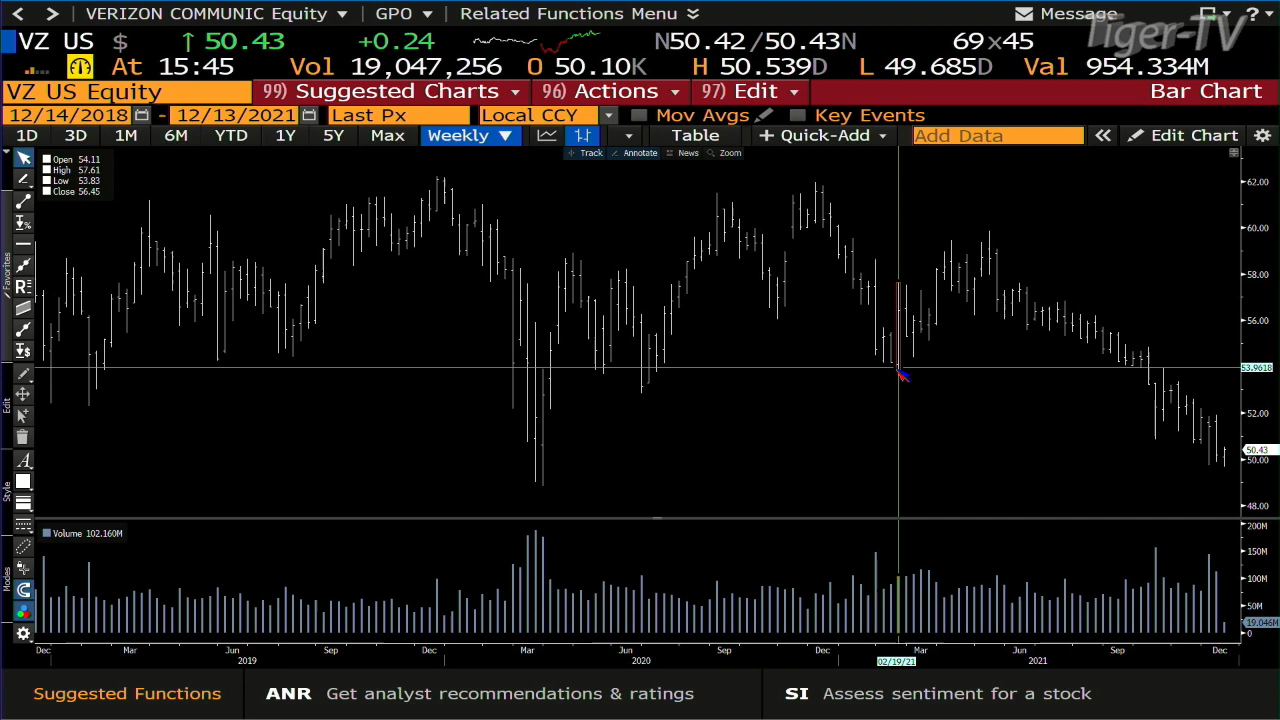 VERIZON COMMUNIC Equity GPO Related Functions Menu Message ?
Tiger-TV
VZ US $ ↑ 50.43 +0.24 N50.42/50.43N 69×45
At 15:45 Vol 19,047,256 O 50.10K H 50.539D L 49.685D Val 954.334M
VZ US Equity 99) Suggested Charts 96) Actions 97) Edit Bar Chart
12/14/2018 - 12/13/2021 Last Px Local CCY Mov Avgs Key Events
1D 3D 1M 6M YTD 1Y 5Y Max Weekly Table + Quick-Add Add Data Edit Chart
Track Annotate News Zoom
Open 54.11
High 57.61
Low 53.83
Close 56.45
62.00
60.00
58.00
56.00
53.9618
52.00
50.43
50.00
48.00
Favorites
Edit
Style
Modes
Volume 102.160M
200M
150M
100M
50M
19.046M
0
Dec Mar Jun Sep Dec Mar Jun Sep Dec 02/19/21 Mar Jun Sep Dec
2019 2020 2021
Suggested Functions ANR Get analyst recommendations & ratings SI Assess sentiment for a stock